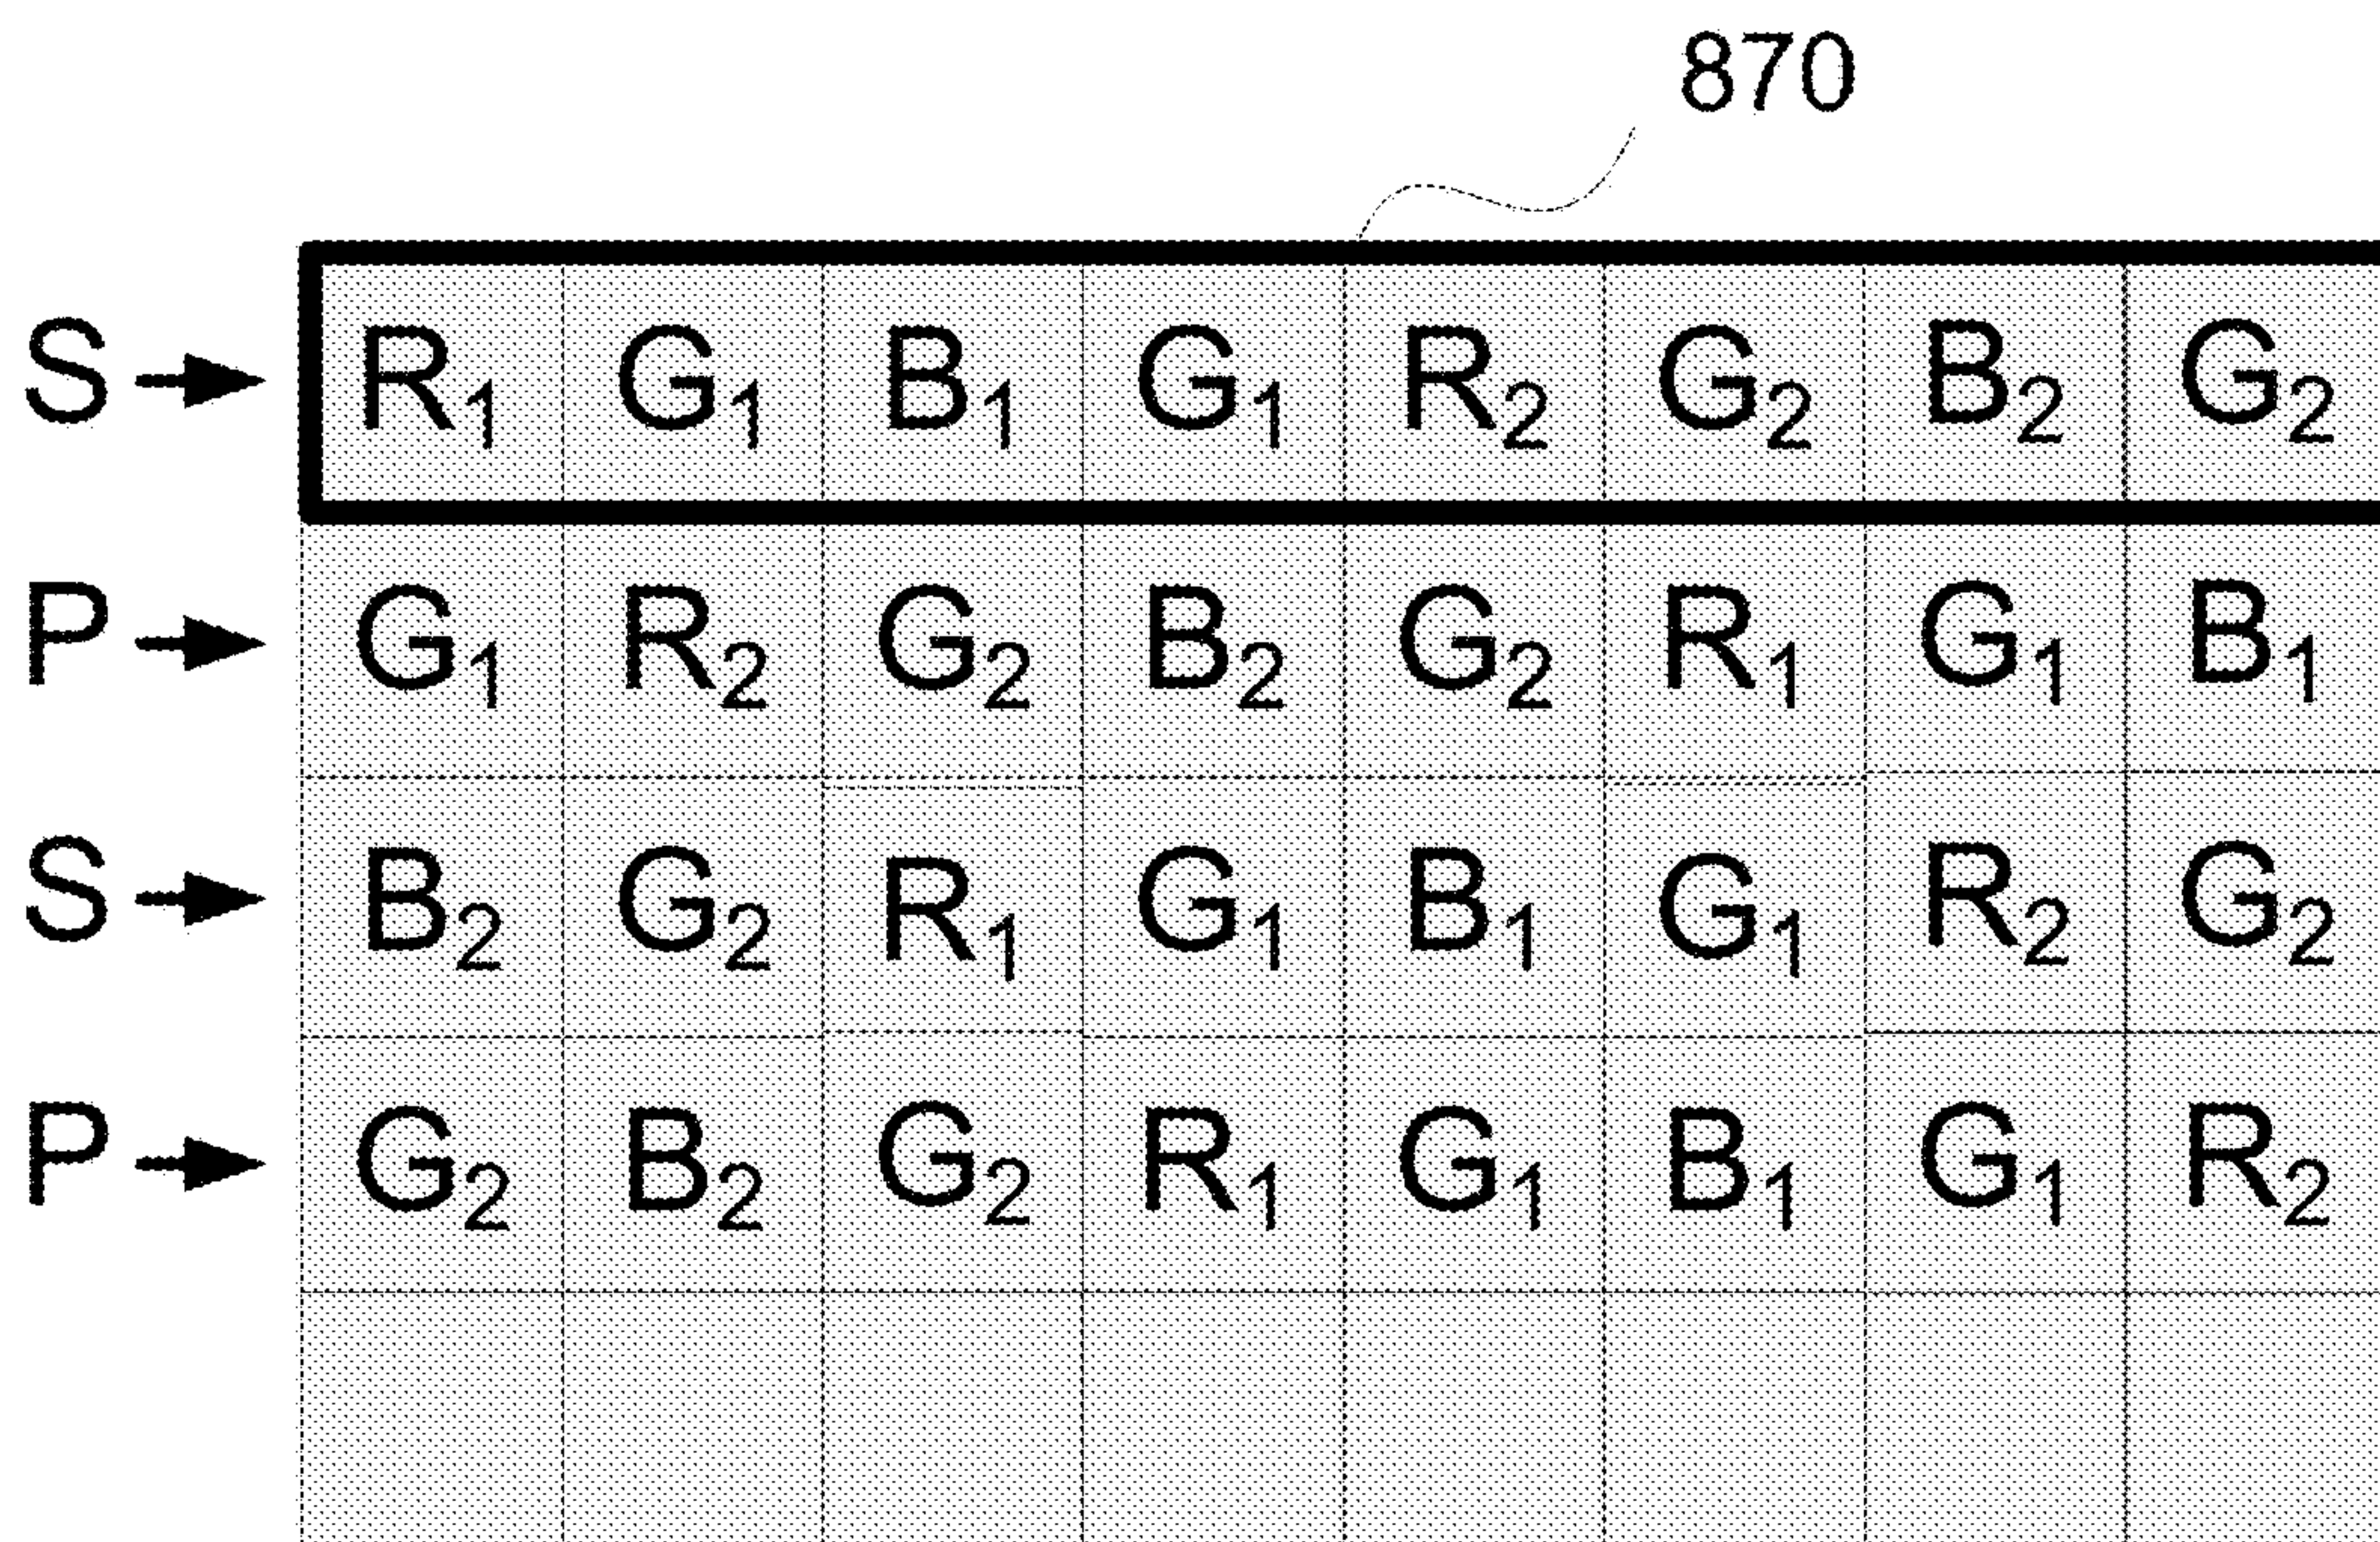 870
S R₁ G₁ B₁ G₁ R₂ G₂ B₂ G₂
P G₁ R₂ G₂ B₂ G₂ R₁ G₁ B₁
S B₂ G₂ R₁ G₁ B₁ G₁ R₂ G₂
P G₂ B₂ G₂ R₁ G₁ B₁ G₁ R₂